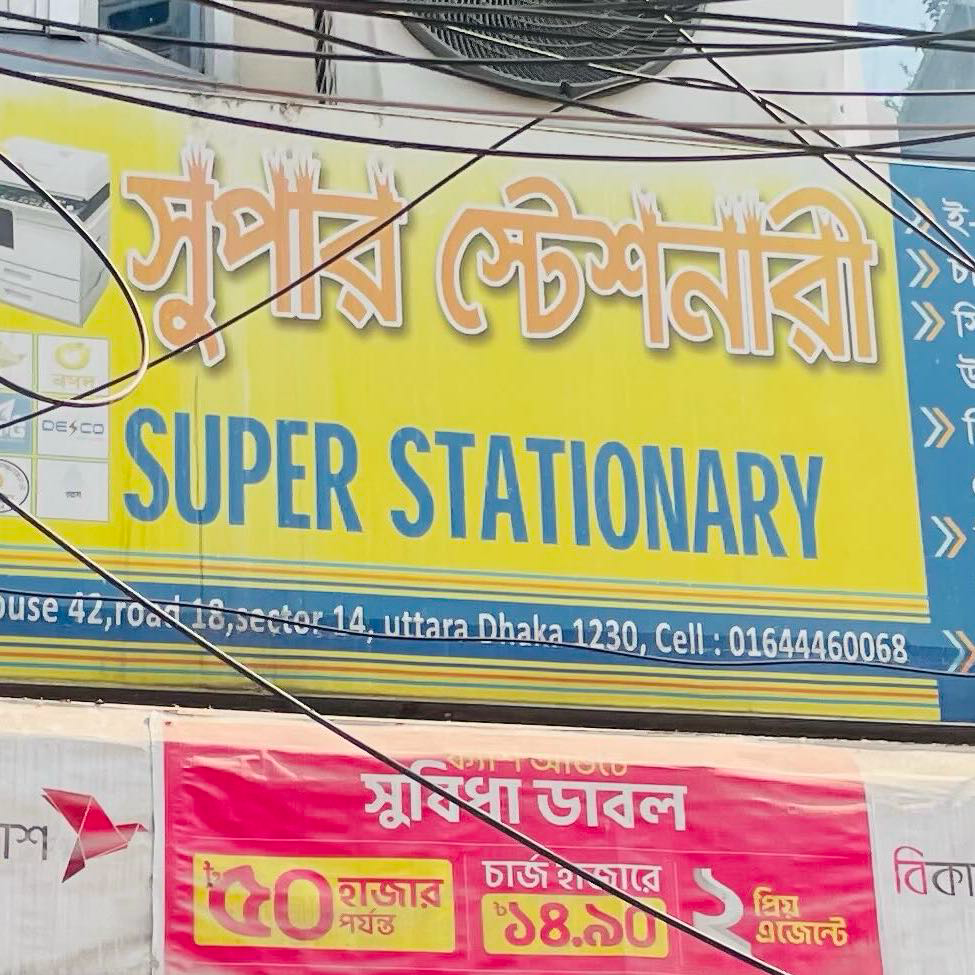 সুপার স্টেশনারী
DESCO
SUPER STATIONARY
42,road 18,sector 14, uttara Dhaka 1230, Cell : 01644460068
ক্যাশ আউটে
সুবিধা ডাবল
৳৫০ হাজার পর্যন্ত
চার্জ হাজারে
৳১৪.৯০
২ প্রিয় এজেন্টে